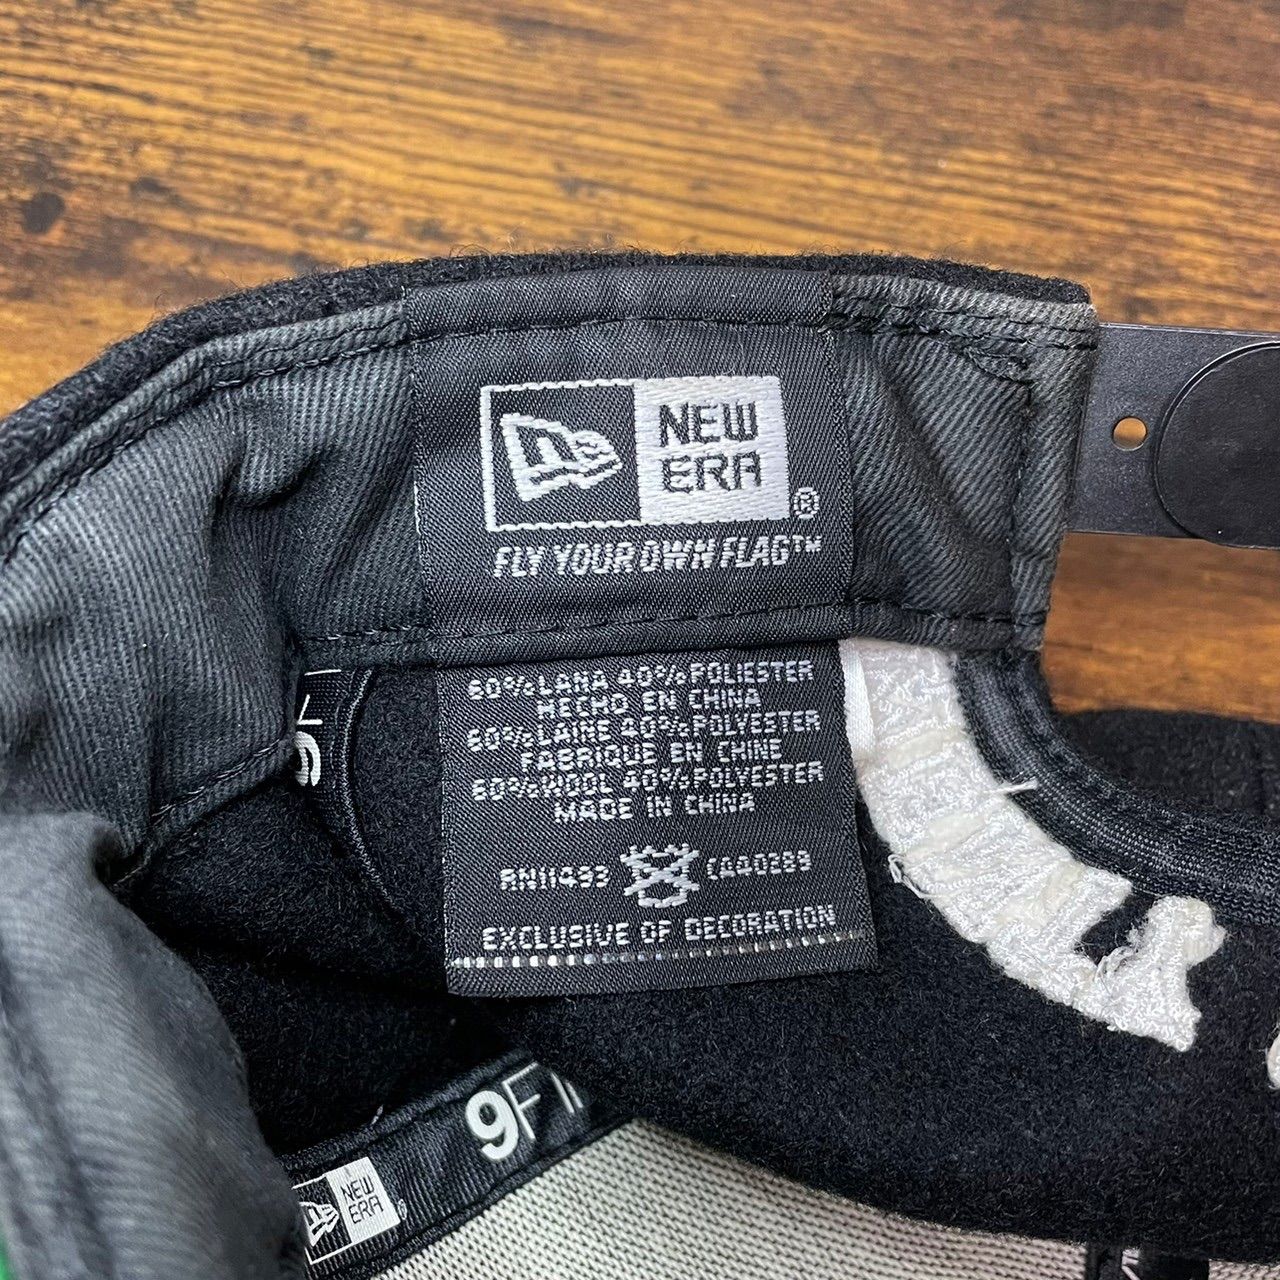 NEW
ERA
®
FLY YOUR OWN FLAG™
60% LANA 40% POLIESTER
HECHO EN CHINA
60% LAINE 40% POLYESTER
FABRIQUE EN CHINE
60% WOOL 40% POLYESTER
MADE IN CHINA
RN11493 CA40289
EXCLUSIVE OF DECORATION
9F
NEW
ERA